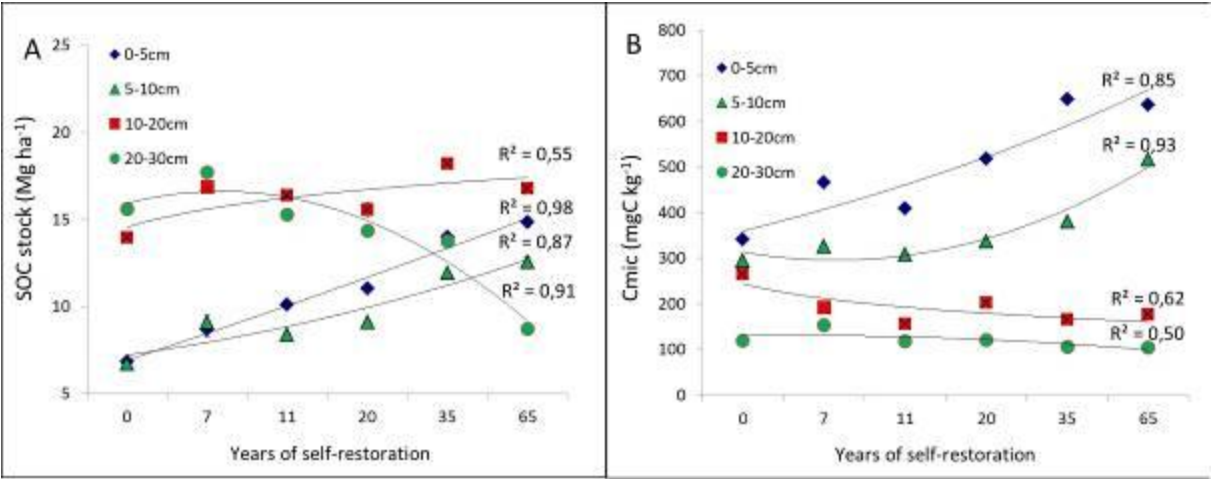 A
25
20
15
10
5
SOC stock (Mg ha-1)
0-5cm
5-10cm
10-20cm
20-30cm
R² = 0,55
R² = 0,98
R² = 0,87
R² = 0,91
0 7 11 20 35 65
Years of self-restoration
B
800
700
600
500
400
300
200
100
0
Cmic (mgC kg-1)
0-5cm
5-10cm
10-20cm
20-30cm
R² = 0,85
R² = 0,93
R² = 0,62
R² = 0,50
0 7 11 20 35 65
Years of self-restoration